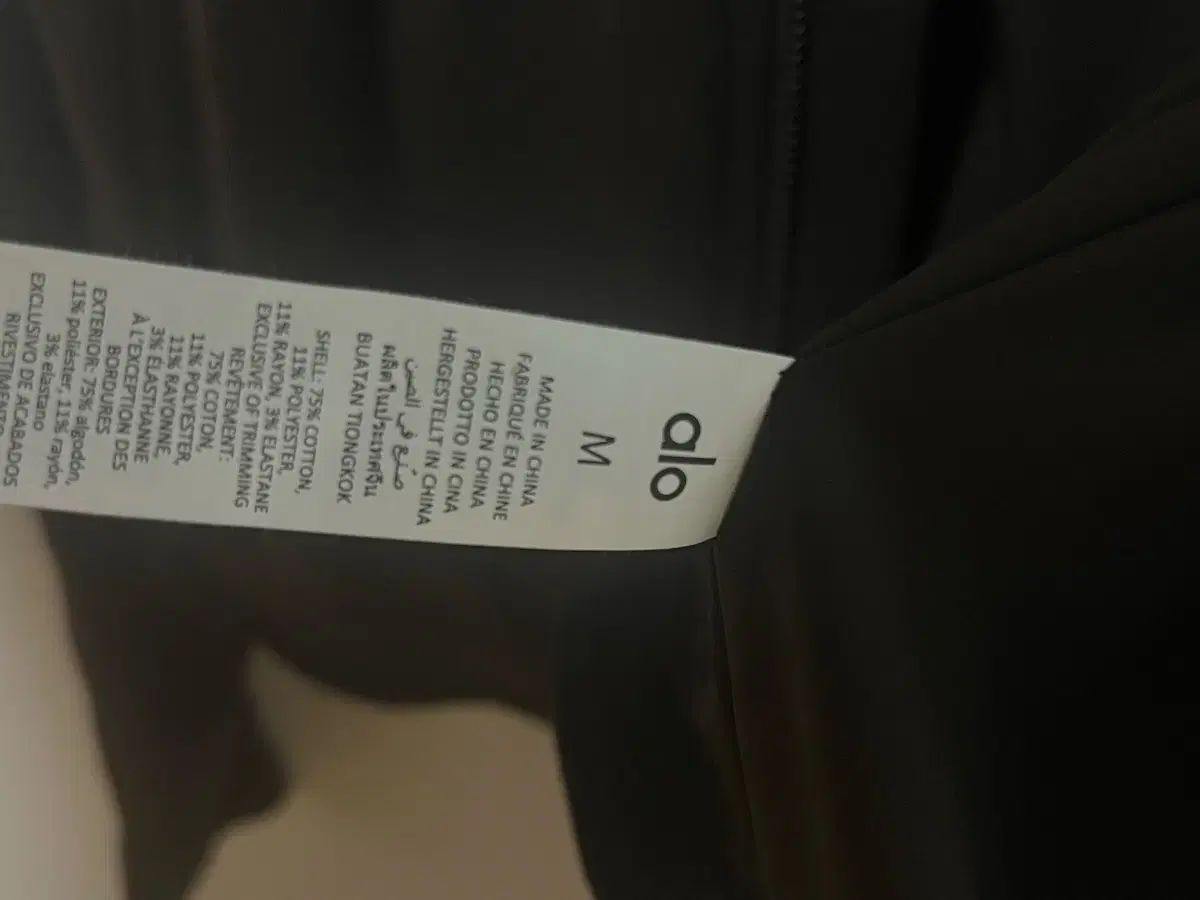 alo
M
MADE IN CHINA
FABRIQUÉ EN CHINE
HECHO EN CHINA
PRODOTTO IN CINA
HERGESTELLT IN CHINA
صنع في الصين
ผลิตในประเทศจีน
BUATAN TIONGKOK
SHELL: 75% COTTON,
11% POLYESTER,
11% RAYON, 3% ELASTANE
EXCLUSIVE OF TRIMMING
REVÊTEMENT:
75% COTON,
11% POLYESTER,
11% RAYONNE,
3% ÉLASTHANNE
À L'EXCEPTION DES
BORDURES
EXTERIOR: 75% algodón,
11% poliéster, 11% rayón,
3% elastano
EXCLUSIVO DE ACABADOS
RIVESTIMENTO